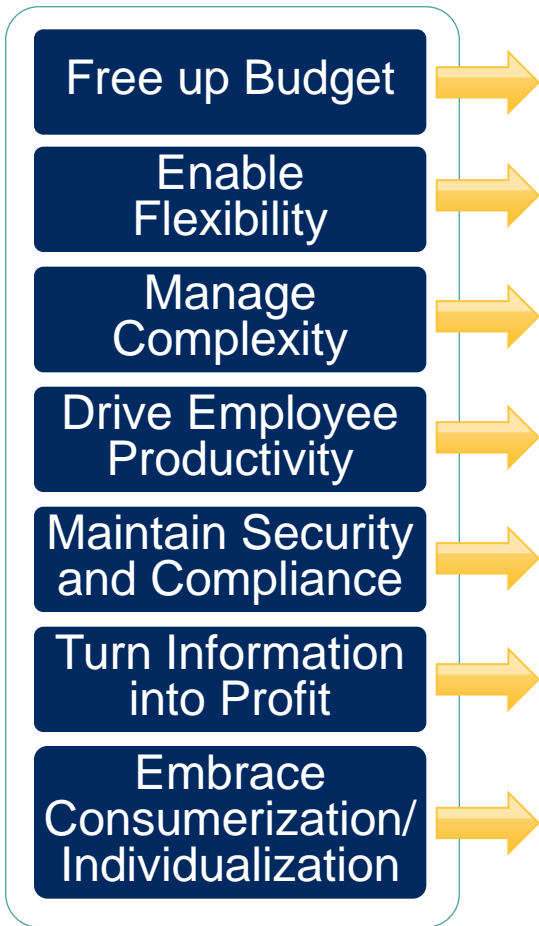 Free up Budget
Enable
Flexibility
Manage
Complexity
Drive Employee
Productivity
Maintain Security
and Compliance
Turn Information
into Profit
Embrace
Consumerization/
Individualization